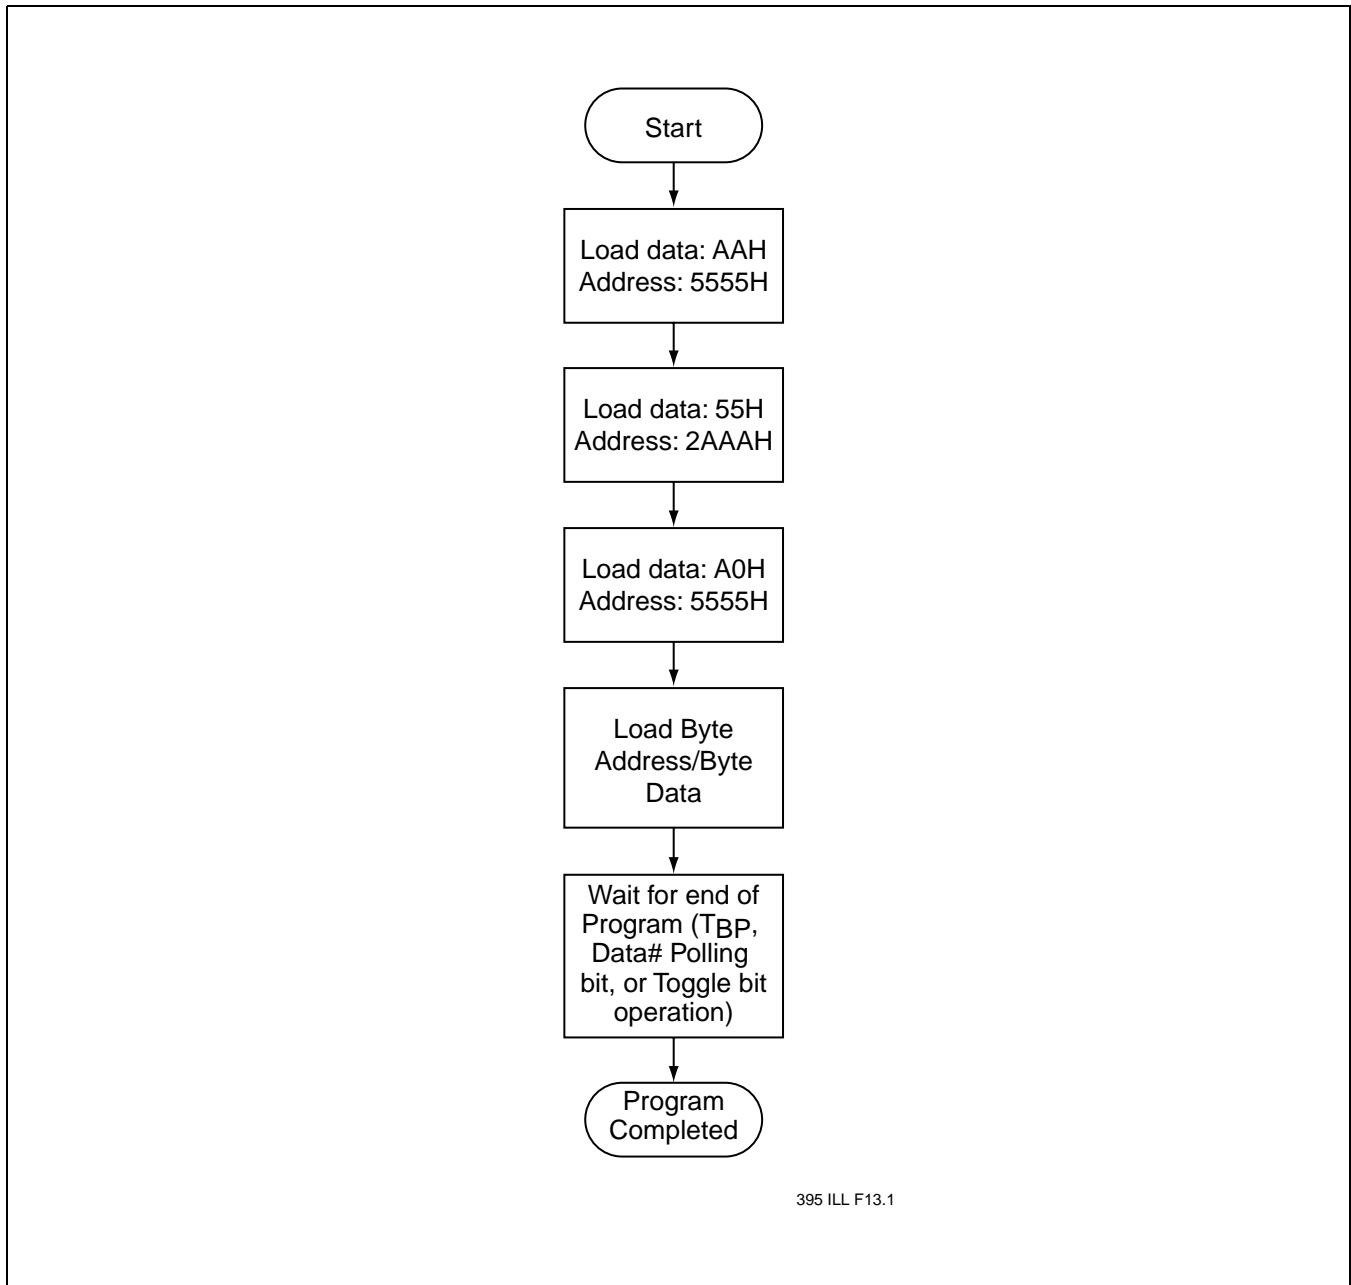 Start
Load data: AAH
Address: 5555H
Load data: 55H
Address: 2AAAH
Load data: A0H
Address: 5555H
Load Byte
Address/Byte
Data
Wait for end of
Program (TBP,
Data# Polling
bit, or Toggle bit
operation)
Program
Completed
395 ILL F13.1